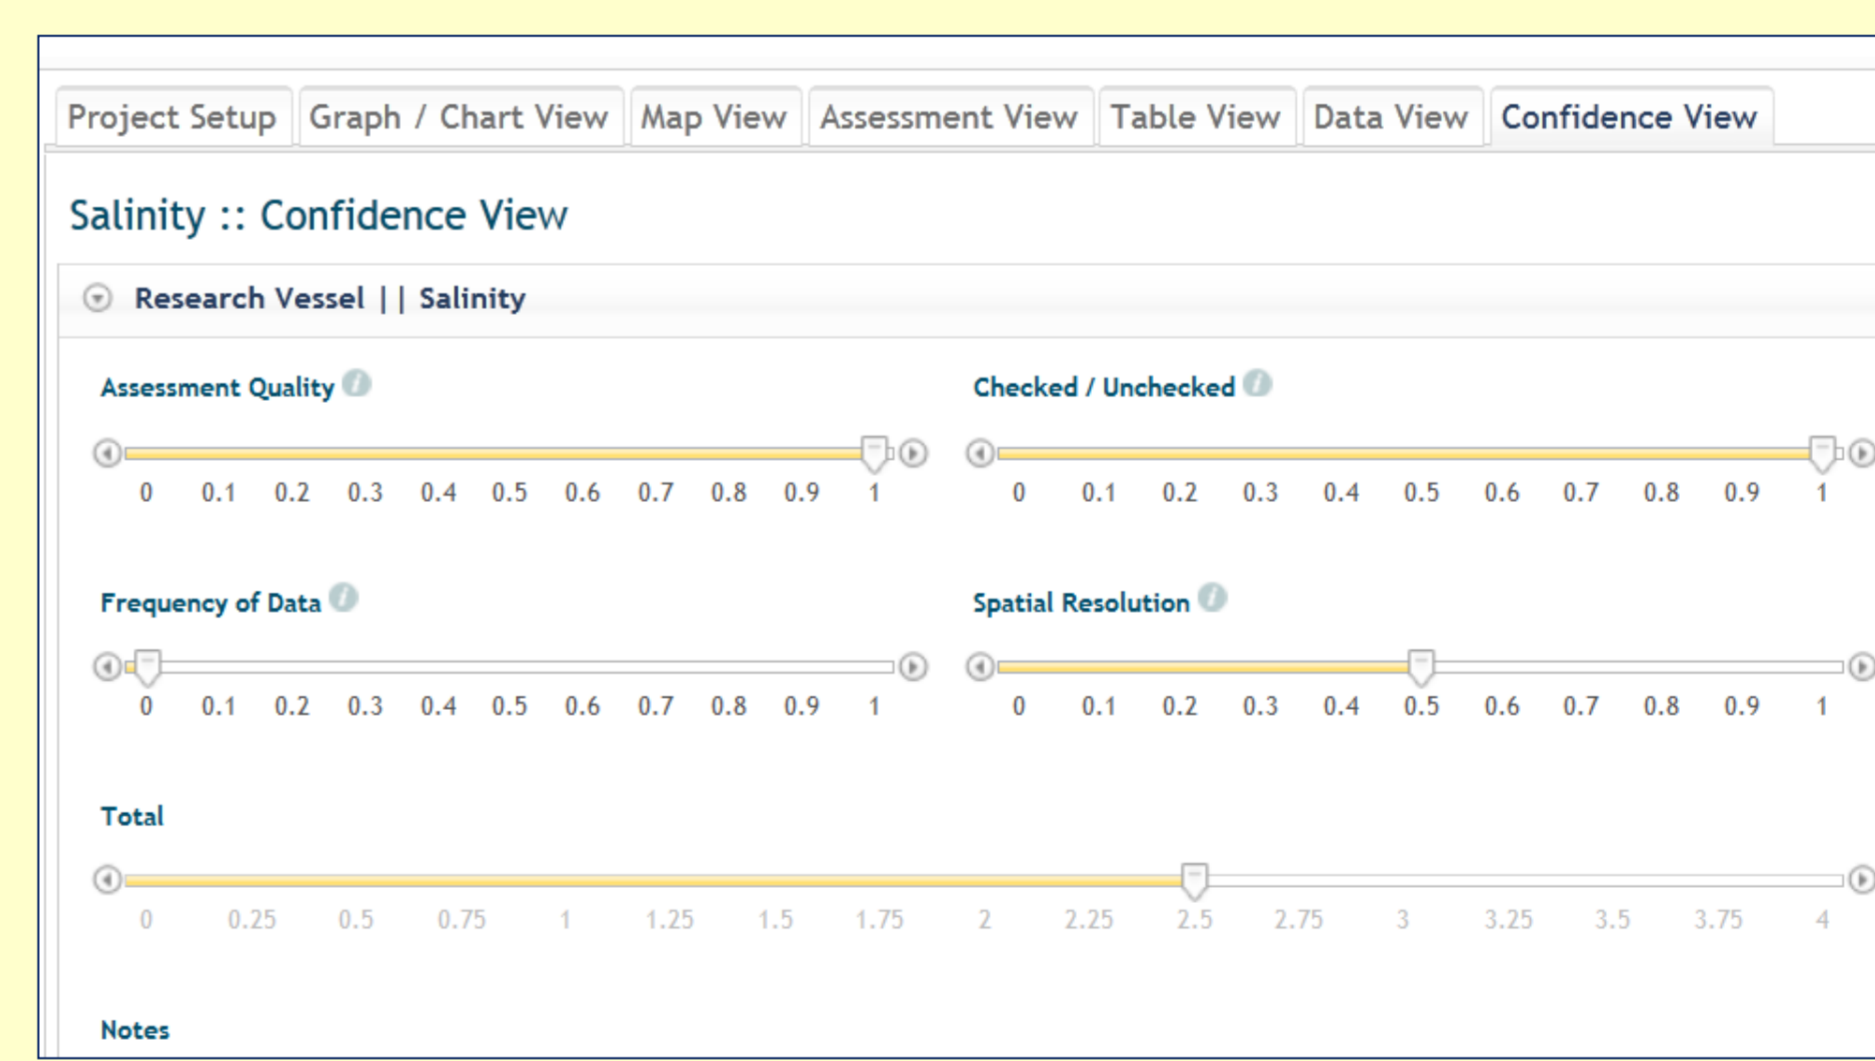 Project Setup Graph / Chart View Map View Assessment View Table View Data View Confidence View
Salinity :: Confidence View
Research Vessel || Salinity
Assessment Quality i Checked / Unchecked i
0 0.1 0.2 0.3 0.4 0.5 0.6 0.7 0.8 0.9 1 0 0.1 0.2 0.3 0.4 0.5 0.6 0.7 0.8 0.9 1
Frequency of Data i Spatial Resolution i
0 0.1 0.2 0.3 0.4 0.5 0.6 0.7 0.8 0.9 1 0 0.1 0.2 0.3 0.4 0.5 0.6 0.7 0.8 0.9 1
Total
0 0.25 0.5 0.75 1 1.25 1.5 1.75 2 2.25 2.5 2.75 3 3.25 3.5 3.75 4
Notes